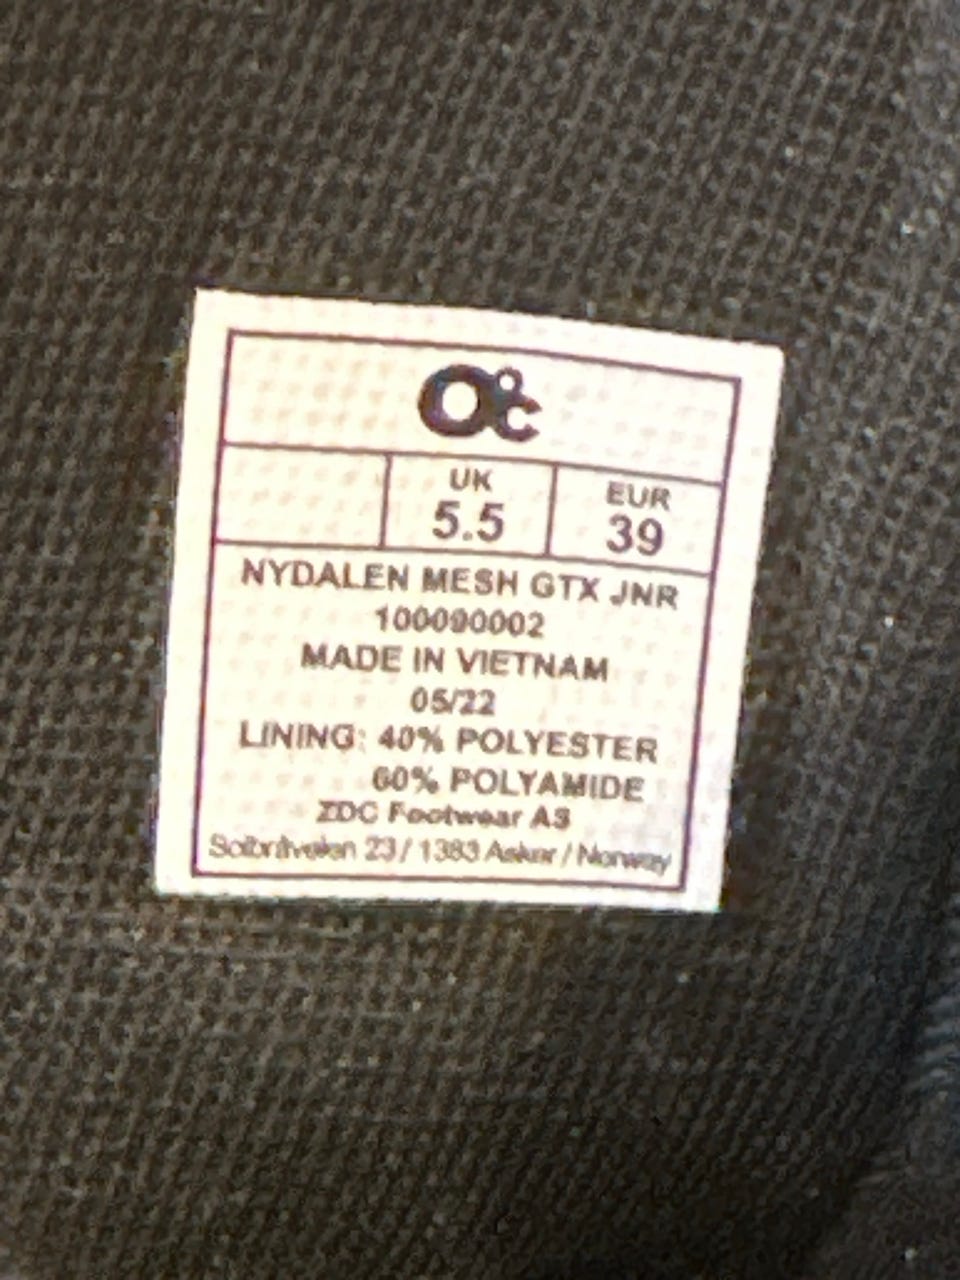 0°C
UK
5.5
EUR
39
NYDALEN MESH GTX JNR
100090002
MADE IN VIETNAM
05/22
LINING: 40% POLYESTER
60% POLYAMIDE
ZDC Footwear AS
23 / 1383 Asker / Norway